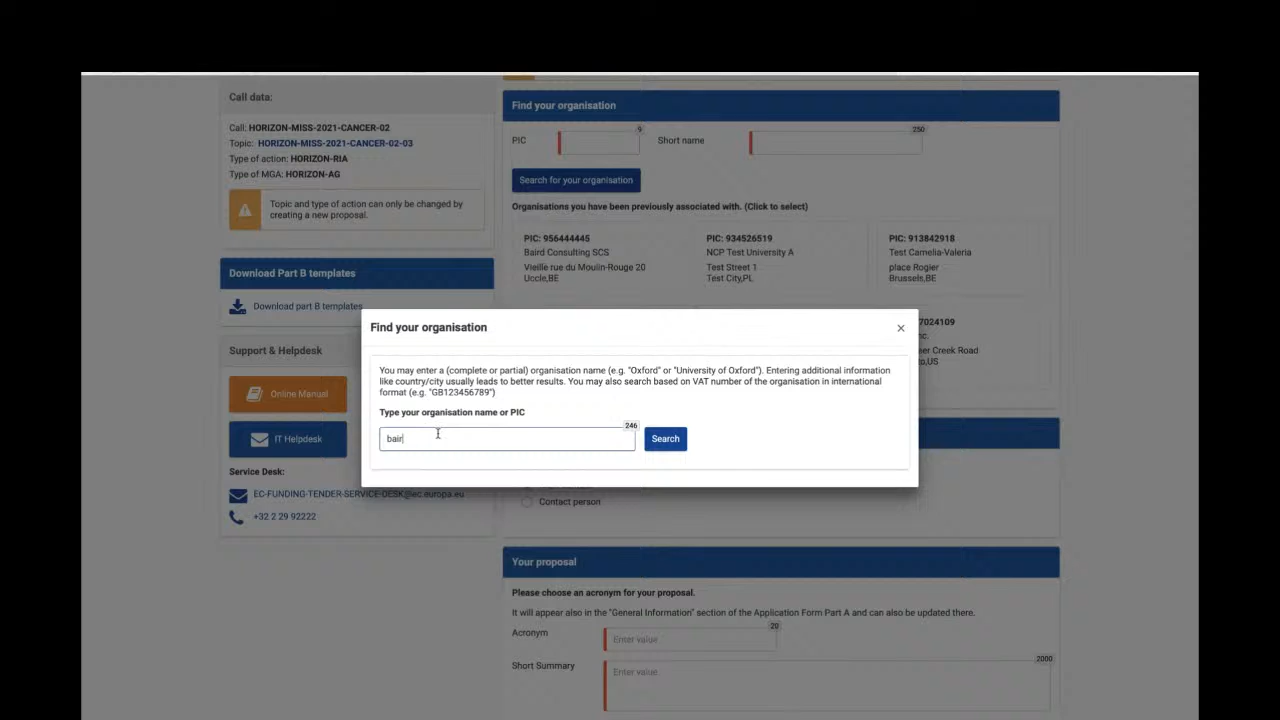 Call data:
Call: HORIZON-MISS-2021-CANCER-02
Topic: HORIZON-MISS-2021-CANCER-02-03
Type of action: HORIZON-RIA
Type of MGA: HORIZON-AG
Topic and type of action can only be changed by
creating a new proposal.
Download Part B templates
Download part B templates
Support & Helpdesk
Online Manual
IT Helpdesk
Service Desk:
EC-FUNDING-TENDER-SERVICE-DESK@ec.europa.eu
+32 2 29 92222
Find your organisation
PIC
9
Short name
250
Search for your organisation
Organisations you have been previously associated with. (Click to select)
PIC: 956444445
Baird Consulting SCS
Vieille rue du Moulin-Rouge 20
Uccle,BE
PIC: 934526519
NCP Test University A
Test Street 1
Test City,PL
PIC: 913842918
Test Camelia-Valeria
place Rogier
Brussels,BE
7024109
nc.
er Creek Road
o,US
Find your organisation
×
You may enter a (complete or partial) organisation name (e.g. "Oxford" or "University of Oxford"). Entering additional information
like country/city usually leads to better results. You may also search based on VAT number of the organisation in international
format (e.g. "GB123456789")
Type your organisation name or PIC
246
bair
Search
Contact person
Your proposal
Please choose an acronym for your proposal.
It will appear also in the "General Information" section of the Application Form Part A and can also be updated there.
Acronym
20
Enter value
Short Summary
2000
Enter value